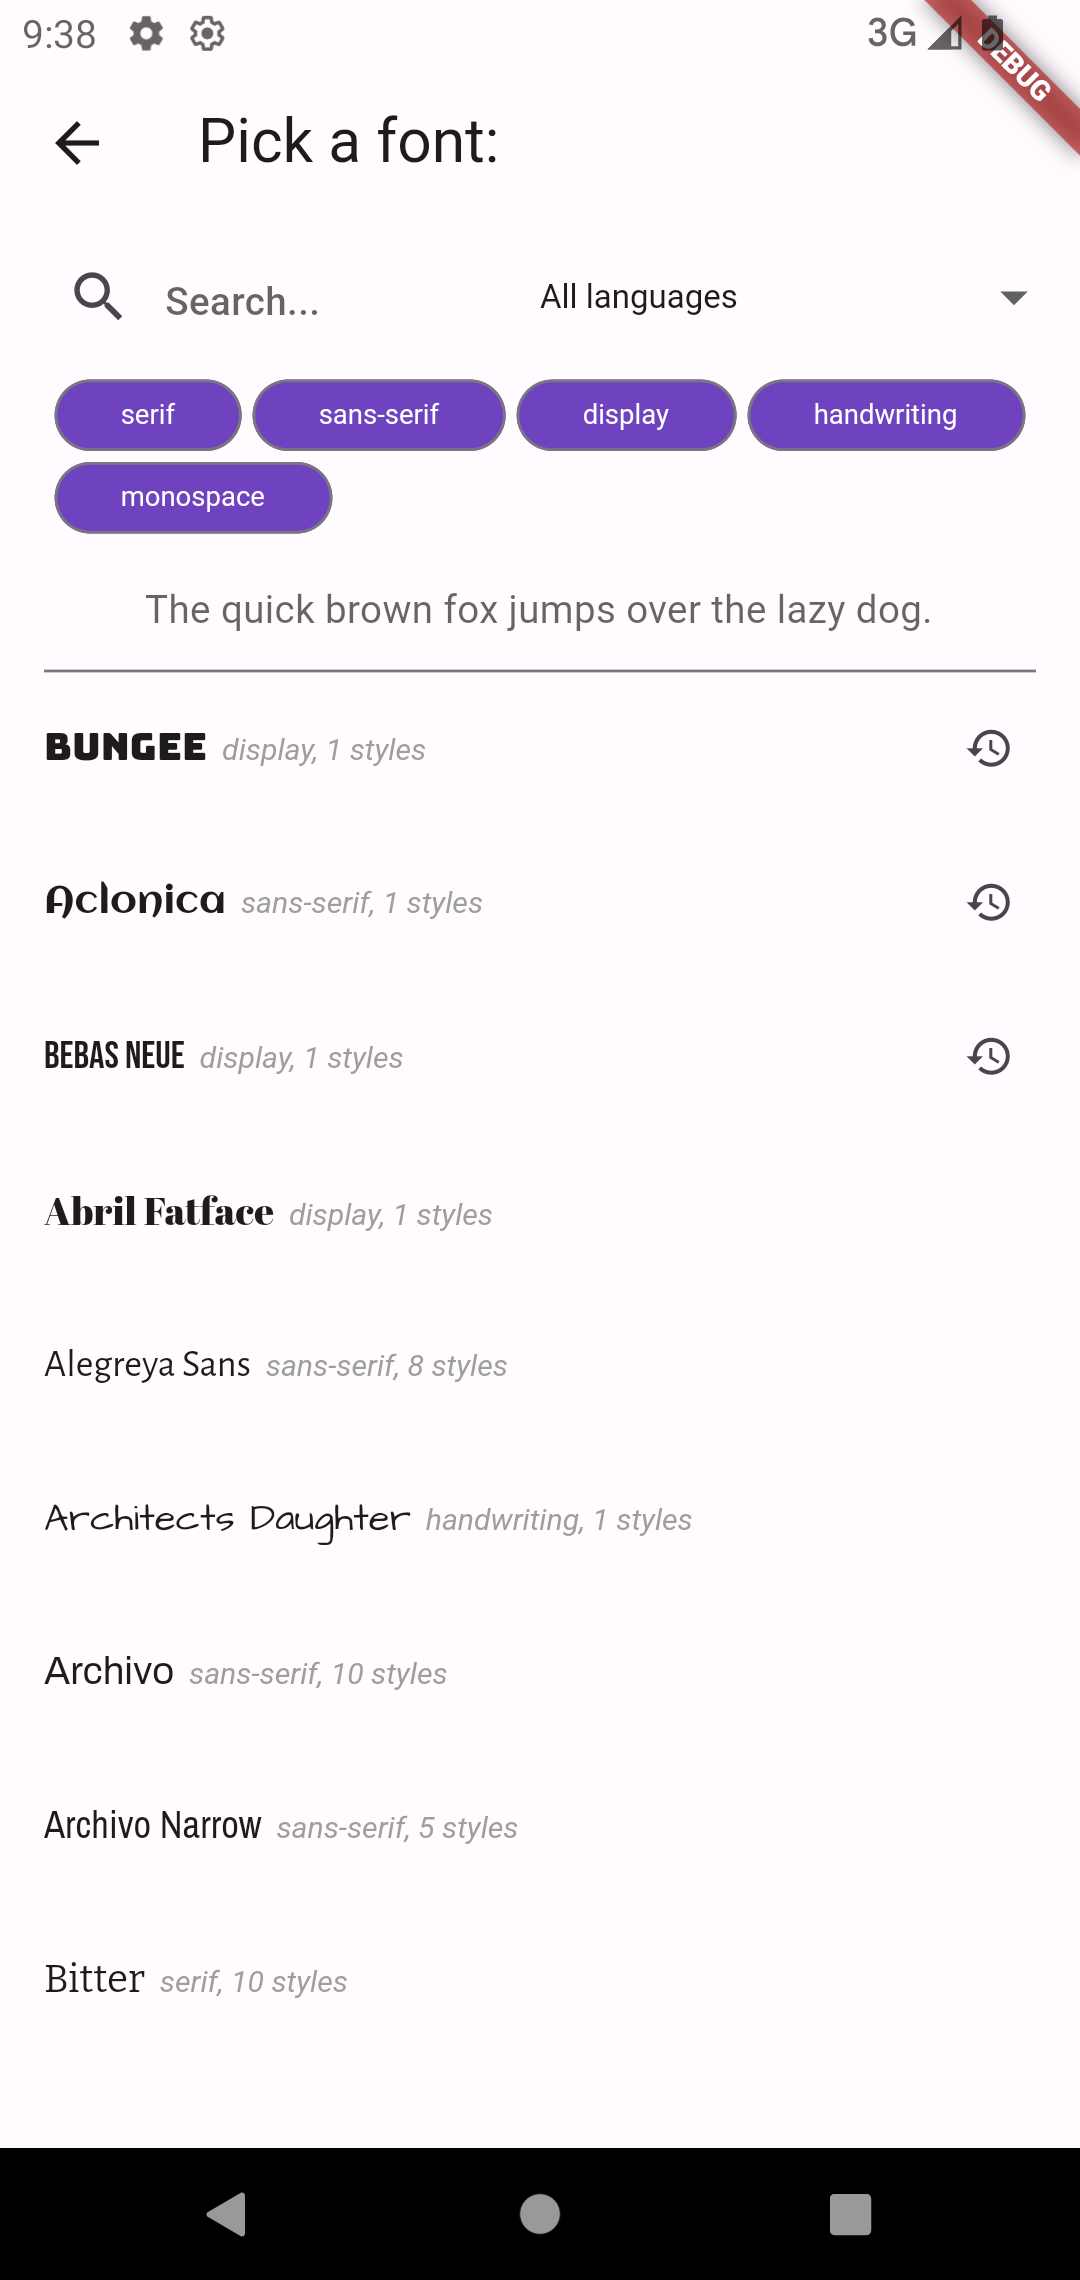 9:38 3G
DEBUG
Pick a font:
Search... All languages
serif sans-serif display handwriting
monospace
The quick brown fox jumps over the lazy dog.
BUNGEE display, 1 styles
Aclonica sans-serif, 1 styles
BEBAS NEUE display, 1 styles
Abril Fatface display, 1 styles
Alegreya Sans sans-serif, 8 styles
Architects Daughter handwriting, 1 styles
Archivo sans-serif, 10 styles
Archivo Narrow sans-serif, 5 styles
Bitter serif, 10 styles